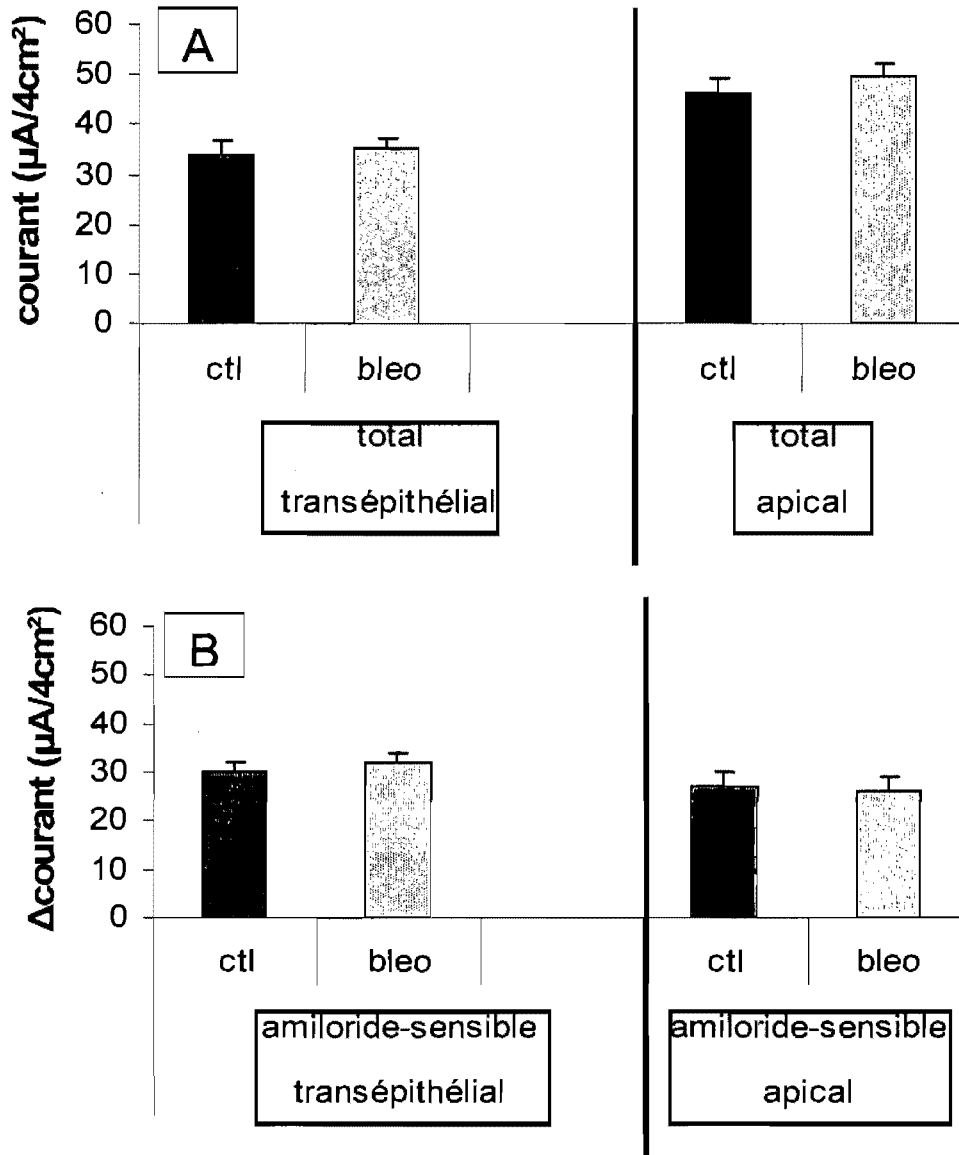 A
courant (µA/4cm²)
60
50
40
30
20
10
0
ctl
bleo
ctl
bleo
total
transépithélial
total
apical
B
Δcourant (µA/4cm²)
60
50
40
30
20
10
0
ctl
bleo
ctl
bleo
amiloride-sensible
transépithélial
amiloride-sensible
apical